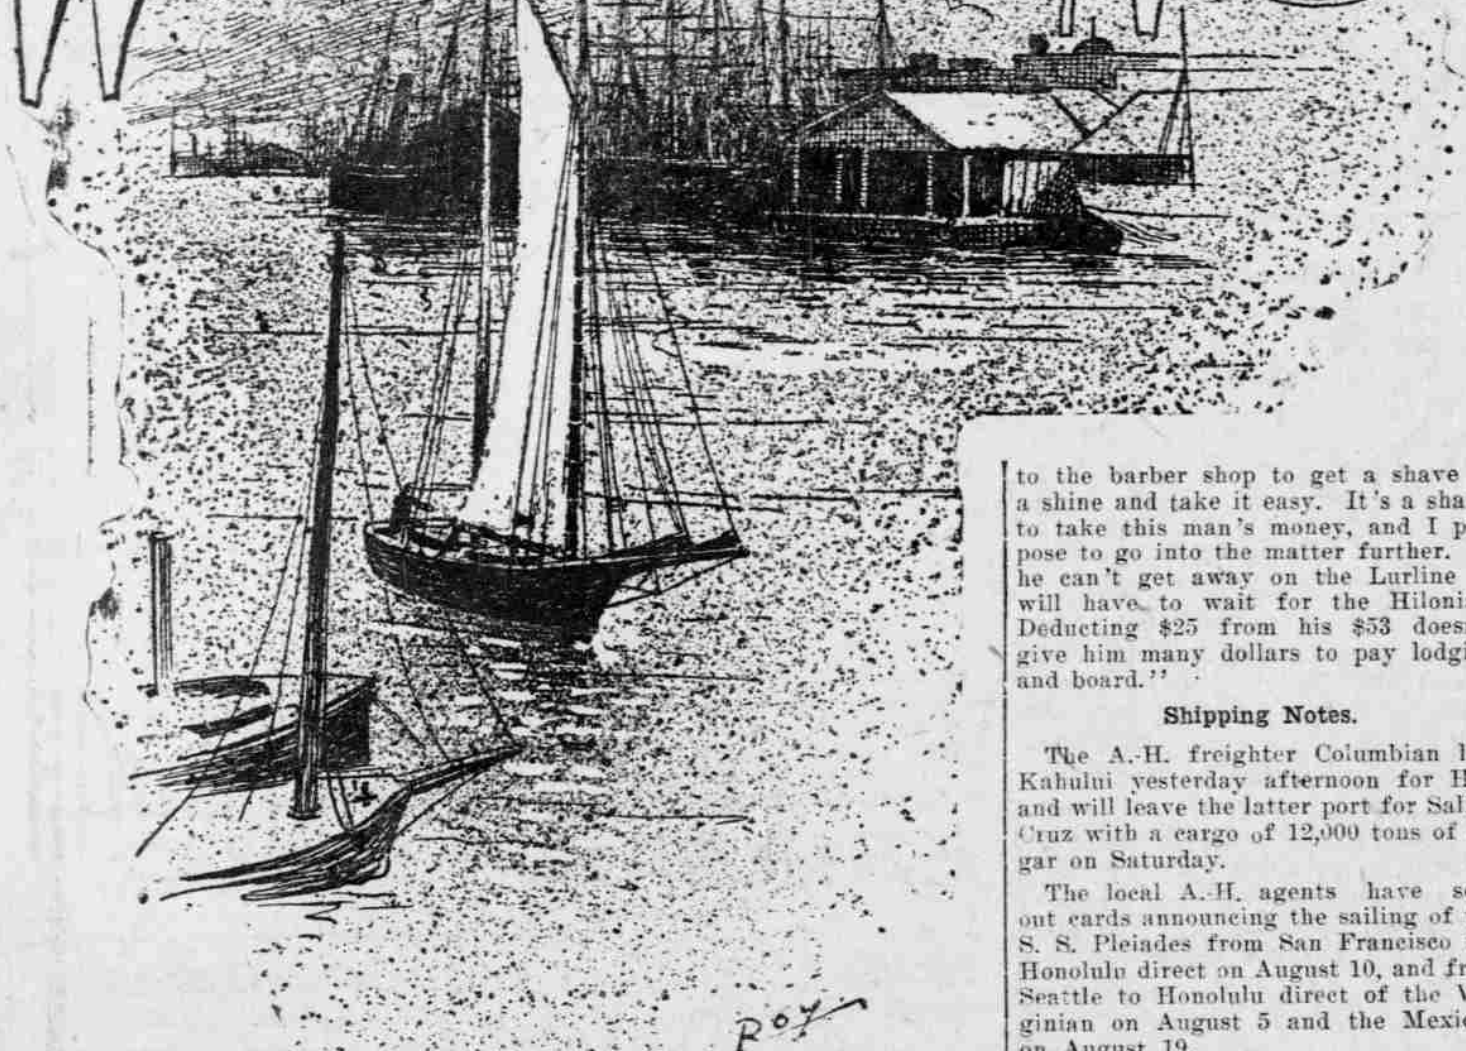 to the barber shop to get a shave
a shine and take it easy. It's a sha
to take this man's money, and I p
pose to go into the matter further.
he can't get away on the Lurline
will have to wait for the Hiloni
Deducting $25 from his $53 does
give him many dollars to pay lodgi
and board."
Shipping Notes.
The A.-H. freighter Columbian l
Kahului yesterday afternoon for H
and will leave the latter port for Sal
Cruz with a cargo of 12,000 tons of
gar on Saturday.
The local A.-H. agents have s
out cards announcing the sailing of
S. S. Pleiades from San Francisco
Honolulu direct on August 10, and fr
Seattle to Honolulu direct of the V
ginian on August 5 and the Mexi
on August 19.
Roy